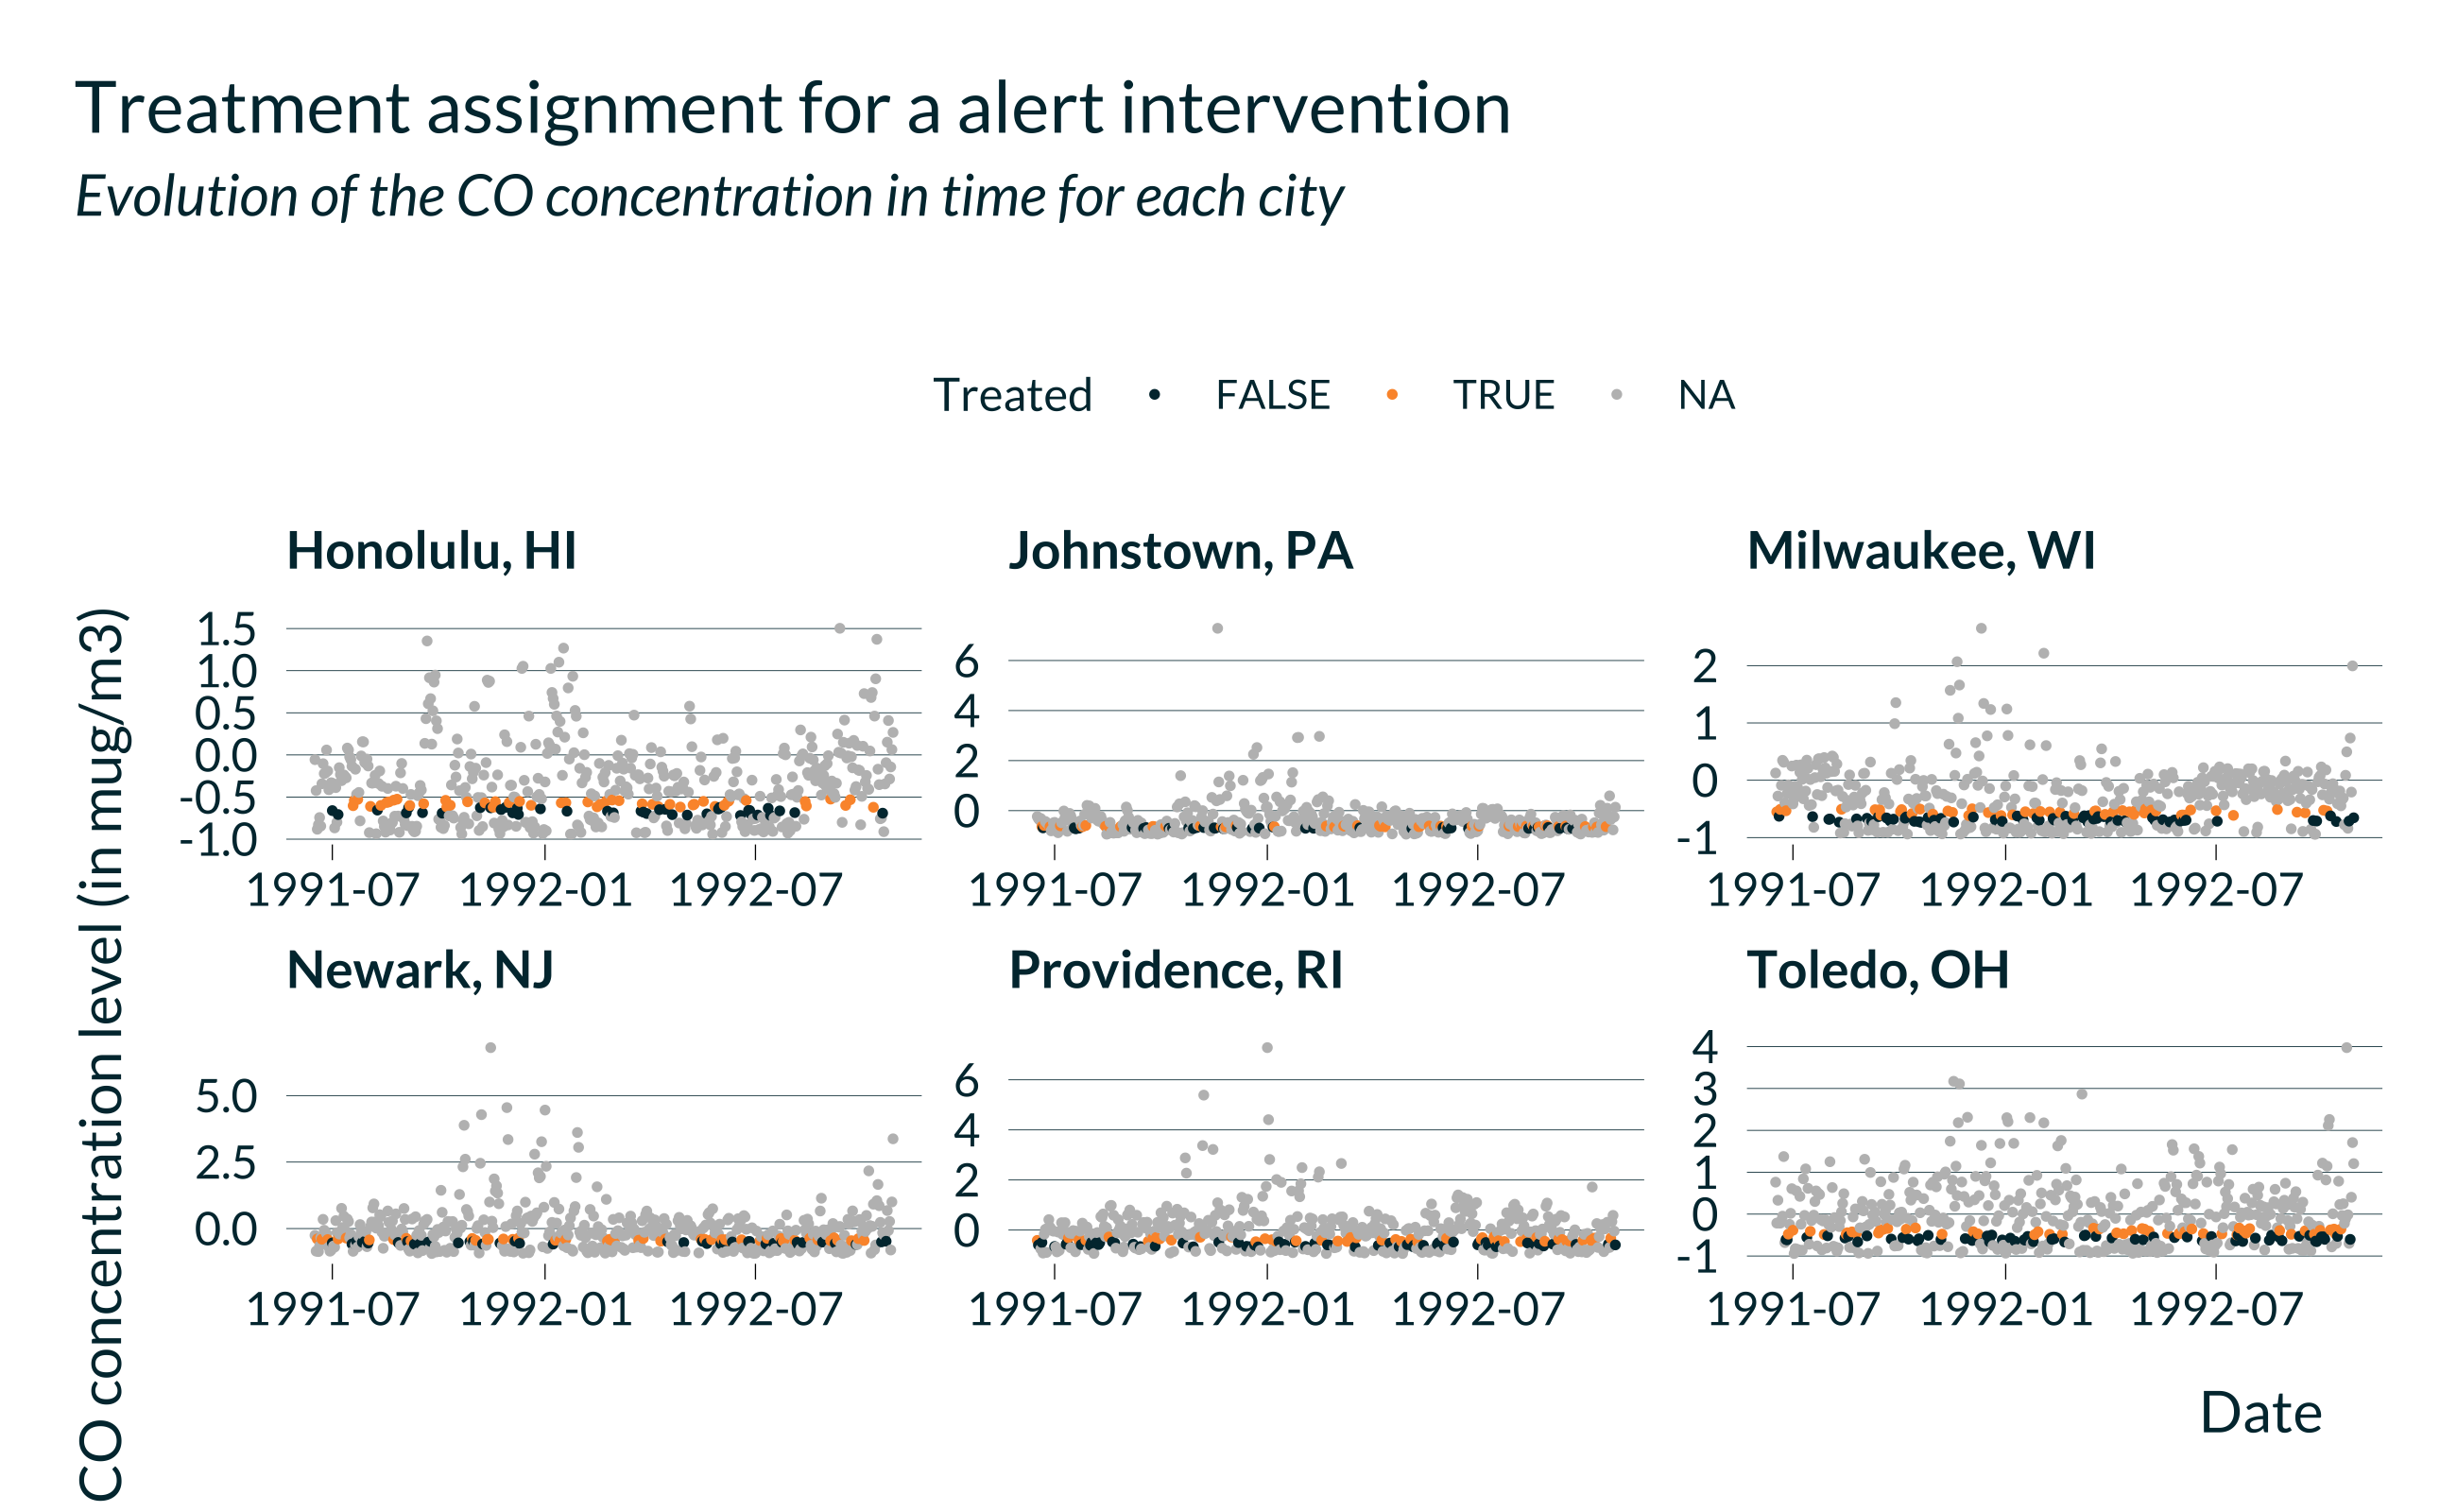 Treatment assignment for a alert intervention
Evolution of the CO concentration in time for each city
Treated FALSE TRUE NA
CO concentration level (in mug/m3)
Honolulu, HI
1.5
1.0
0.5
0.0
-0.5
-1.0
1991-07 1992-01 1992-07
Johnstown, PA
6
4
2
0
1991-07 1992-01 1992-07
Milwaukee, WI
2
1
0
-1
1991-07 1992-01 1992-07
Newark, NJ
5.0
2.5
0.0
1991-07 1992-01 1992-07
Providence, RI
6
4
2
0
1991-07 1992-01 1992-07
Toledo, OH
4
3
2
1
0
-1
1991-07 1992-01 1992-07
Date